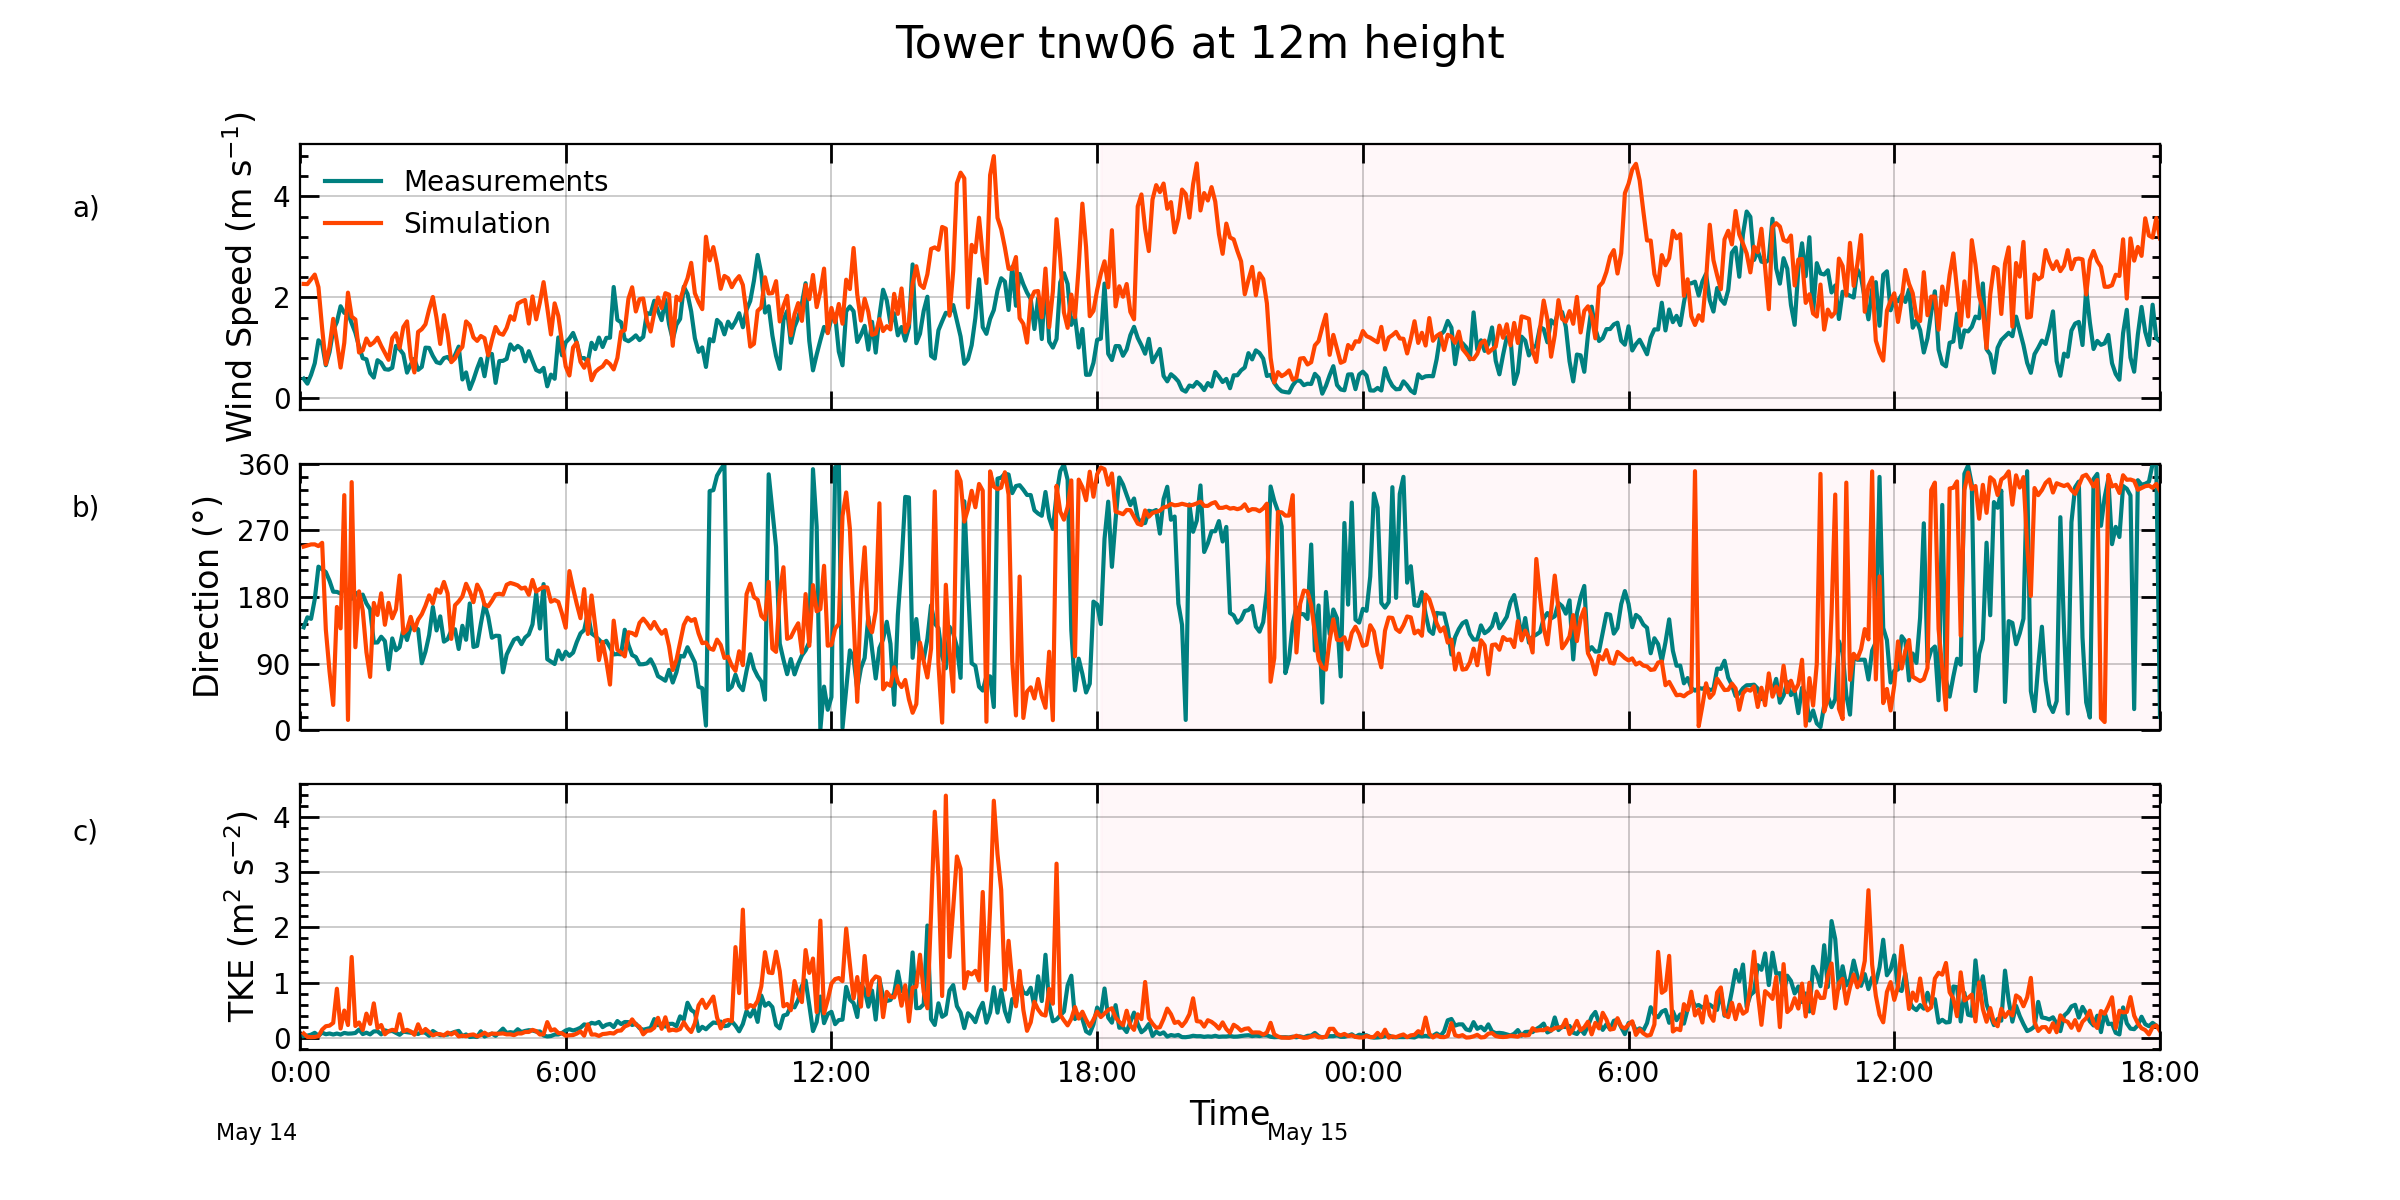 Tower tnw06 at 12m height
a)
Wind Speed (m s⁻¹)
4
2
0
Measurements
Simulation
b)
Direction (°)
360
270
180
90
0
c)
TKE (m² s⁻²)
4
3
2
1
0
0:00 6:00 12:00 18:00 00:00 6:00 12:00 18:00
Time
May 14 May 15